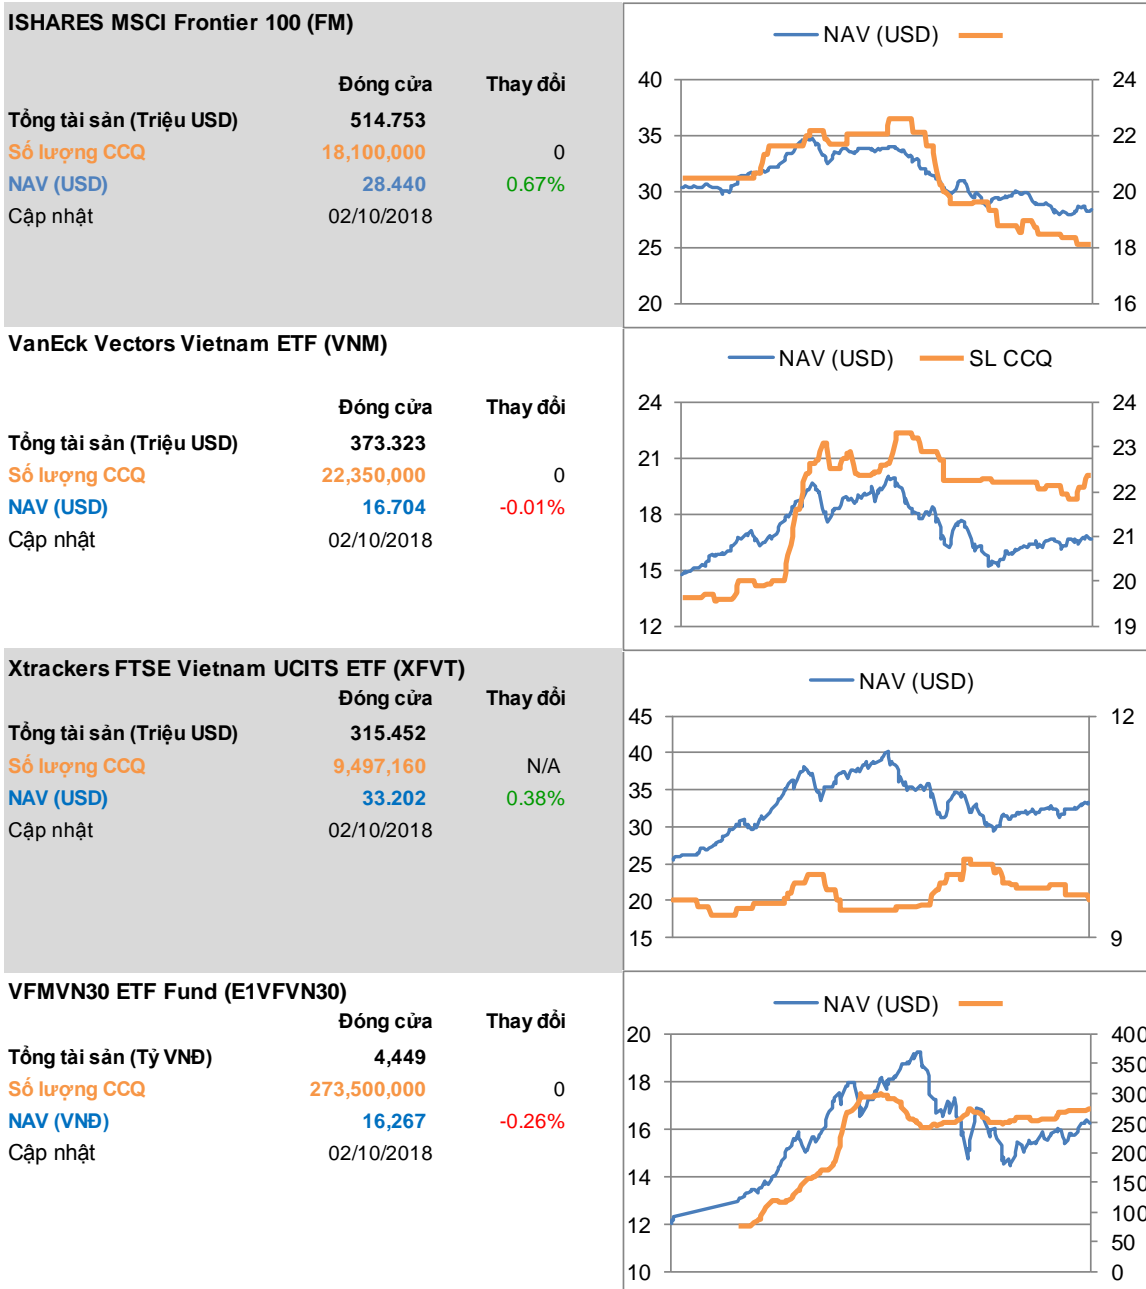 ISHARES MSCI Frontier 100 (FM)
Đóng cửa Thay đổi
Tổng tài sản (Triệu USD) 514.753
Số lượng CCQ 18,100,000 0
NAV (USD) 28.440 0.67%
Cập nhật 02/10/2018
NAV (USD)
40 24
35 22
30 20
25 18
20 16
VanEck Vectors Vietnam ETF (VNM)
Đóng cửa Thay đổi
Tổng tài sản (Triệu USD) 373.323
Số lượng CCQ 22,350,000 0
NAV (USD) 16.704 -0.01%
Cập nhật 02/10/2018
NAV (USD) SL CCQ
24 24
23
21
22
18
21
15 20
12 19
Xtrackers FTSE Vietnam UCITS ETF (XFVT)
Đóng cửa Thay đổi
Tổng tài sản (Triệu USD) 315.452
Số lượng CCQ 9,497,160 N/A
NAV (USD) 33.202 0.38%
Cập nhật 02/10/2018
NAV (USD)
45 12
40
35
30
25
20
15 9
VFMVN30 ETF Fund (E1VFVN30)
Đóng cửa Thay đổi
Tổng tài sản (Tỷ VNĐ) 4,449
Số lượng CCQ 273,500,000 0
NAV (VNĐ) 16,267 -0.26%
Cập nhật 02/10/2018
NAV (USD)
20 400
350
18 300
250
16
200
14 150
100
12
50
10 0